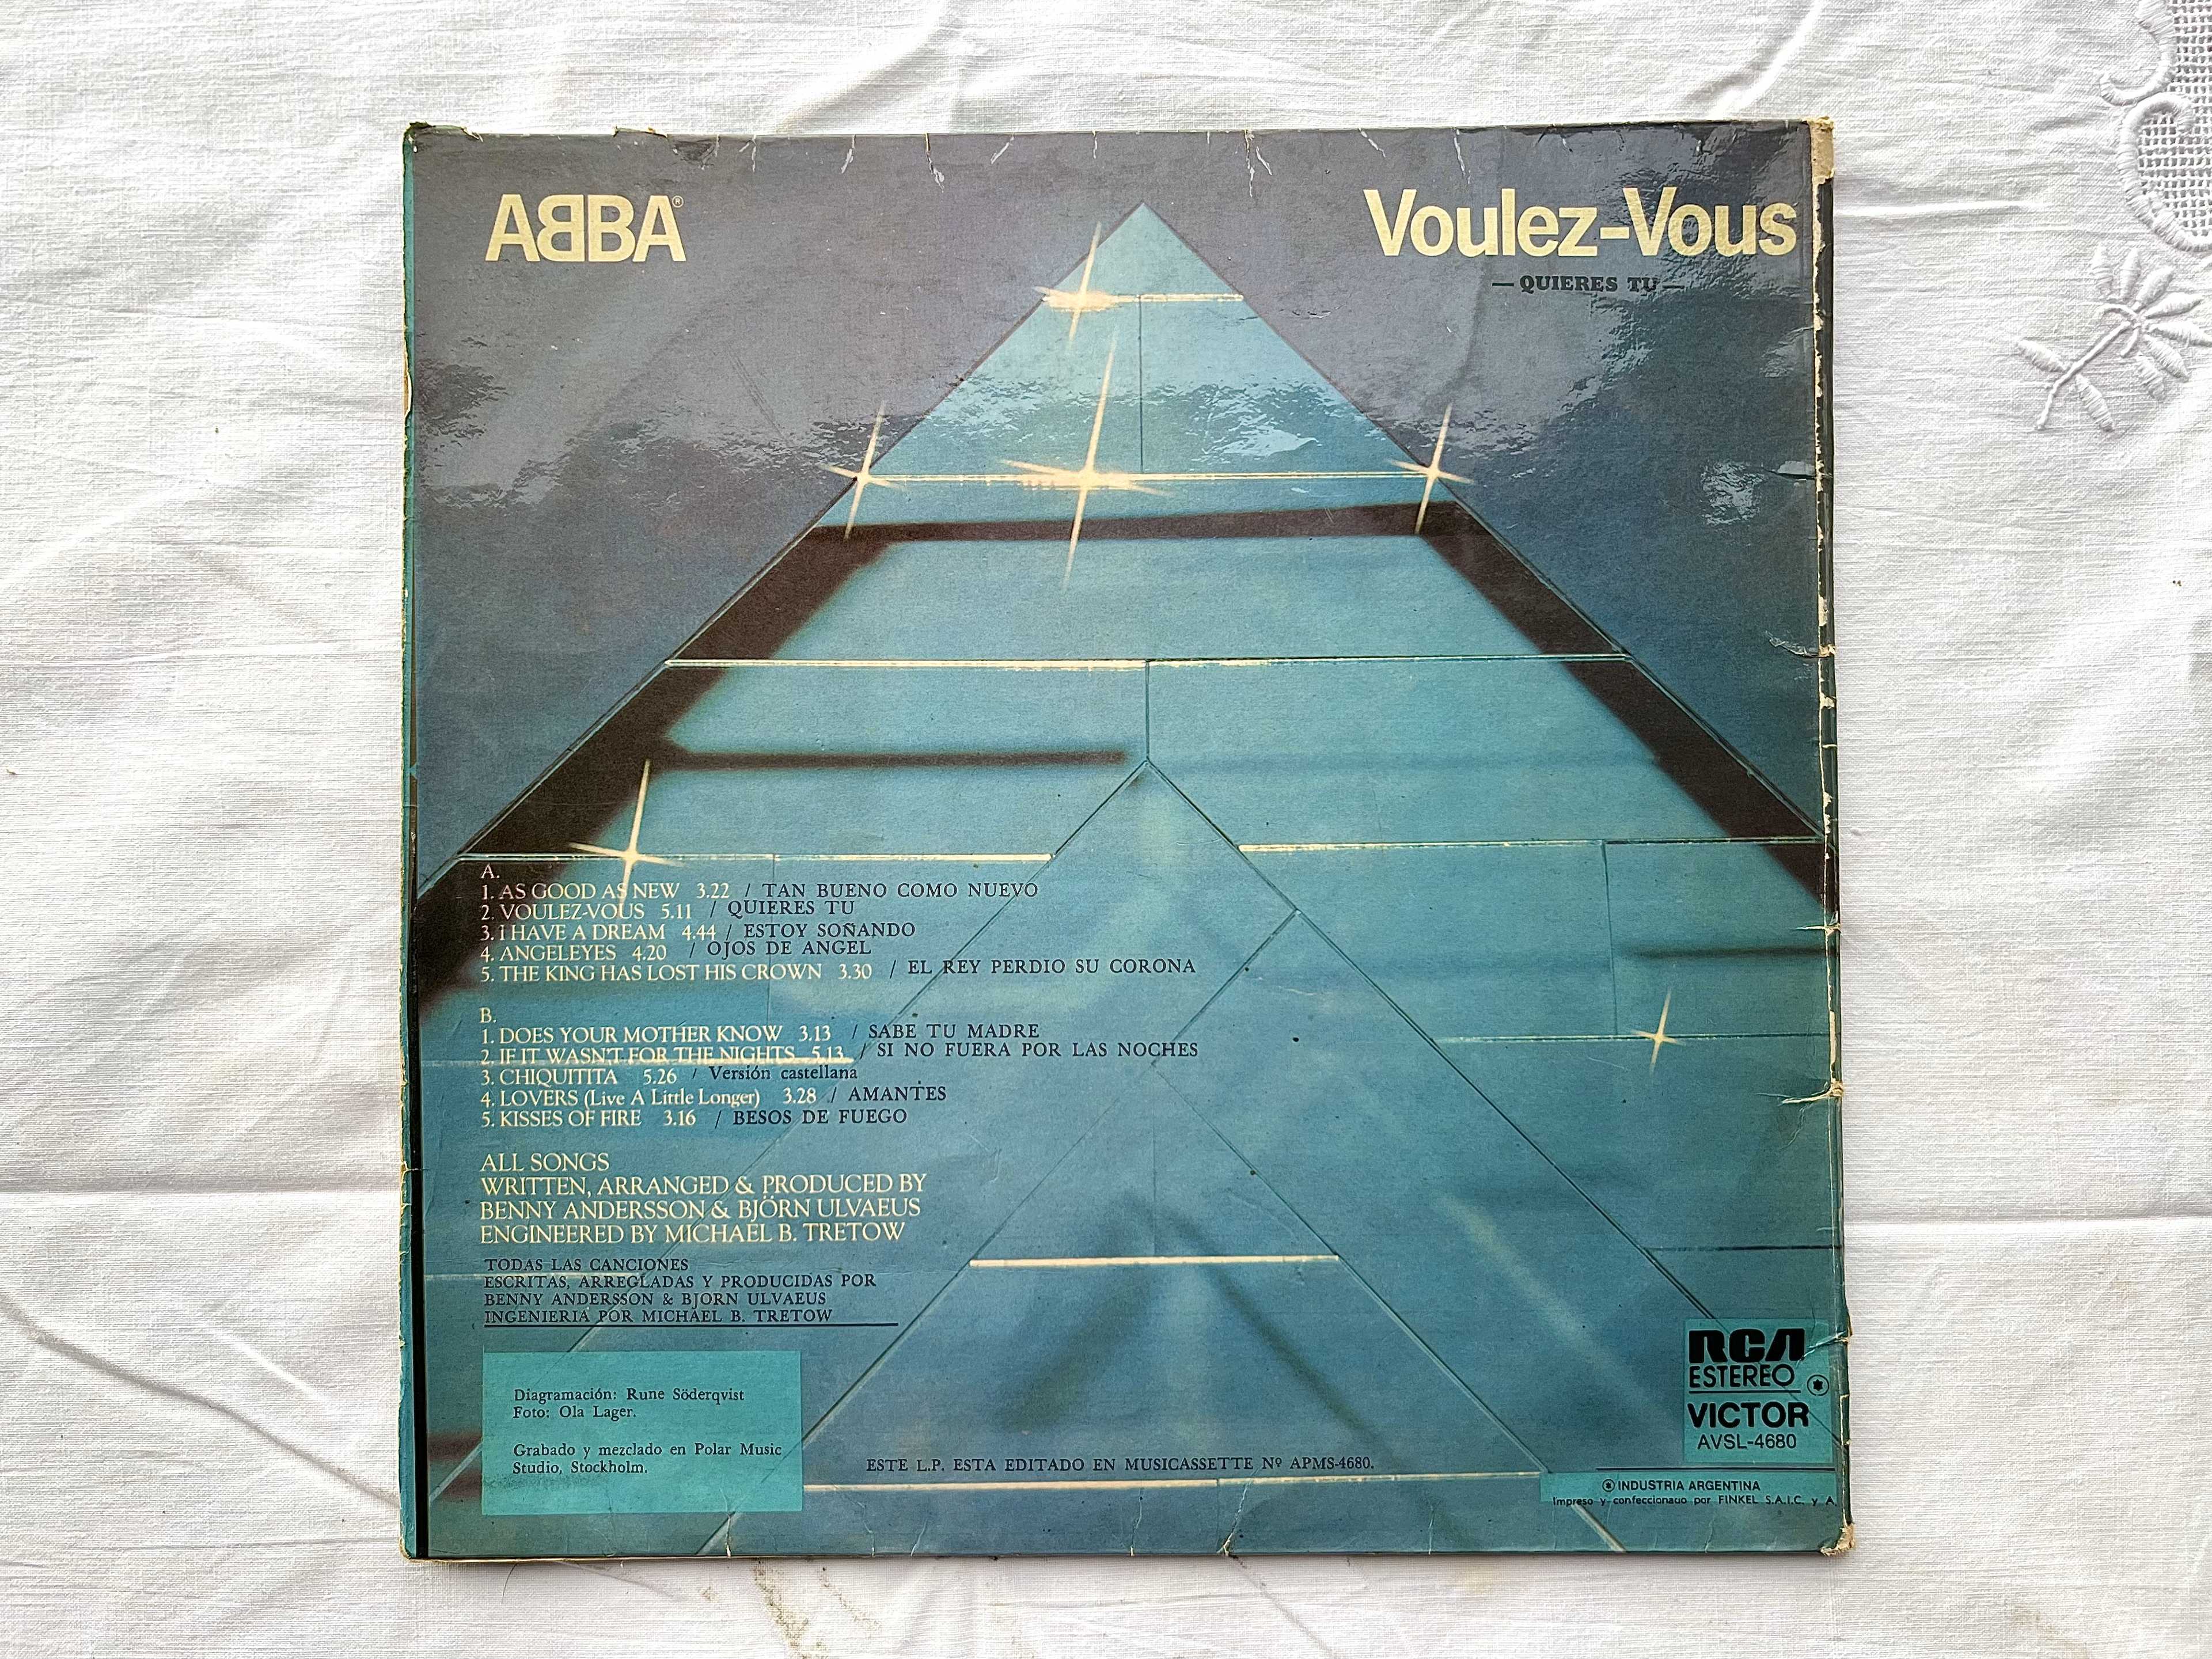 ABBA®
Voulez-Vous
— QUIERES TU —
A.
1. AS GOOD AS NEW 3.22 / TAN BUENO COMO NUEVO
2. VOULEZ-VOUS 5.11 / QUIERES TU
3. I HAVE A DREAM 4.44 / ESTOY SOÑANDO
4. ANGELEYES 4.20 / OJOS DE ANGEL
5. THE KING HAS LOST HIS CROWN 3.30 / EL REY PERDIO SU CORONA
B.
1. DOES YOUR MOTHER KNOW 3.13 / SABE TU MADRE
2. IF IT WASN'T FOR THE NIGHTS 5.13 / SI NO FUERA POR LAS NOCHES
3. CHIQUITITA 5.26 / Versión castellana
4. LOVERS (Live A Little Longer) 3.28 / AMANTES
5. KISSES OF FIRE 3.16 / BESOS DE FUEGO
ALL SONGS
WRITTEN, ARRANGED & PRODUCED BY
BENNY ANDERSSON & BJÖRN ULVAEUS
ENGINEERED BY MICHAEL B. TRETOW
TODAS LAS CANCIONES
ESCRITAS, ARREGLADAS Y PRODUCIDAS POR
BENNY ANDERSSON & BJORN ULVAEUS
INGENIERIA POR MICHAEL B. TRETOW
Diagramación: Rune Söderqvist
Foto: Ola Lager.
Grabado y mezclado en Polar Music
Studio, Stockholm.
ESTE L.P. ESTA EDITADO EN MUSICASSETTE Nº APMS-4680.
RCA
ESTEREO
VICTOR
AVSL-4680
INDUSTRIA ARGENTINA
Impreso y confeccionado por FINKEL S.A.I.C. y A